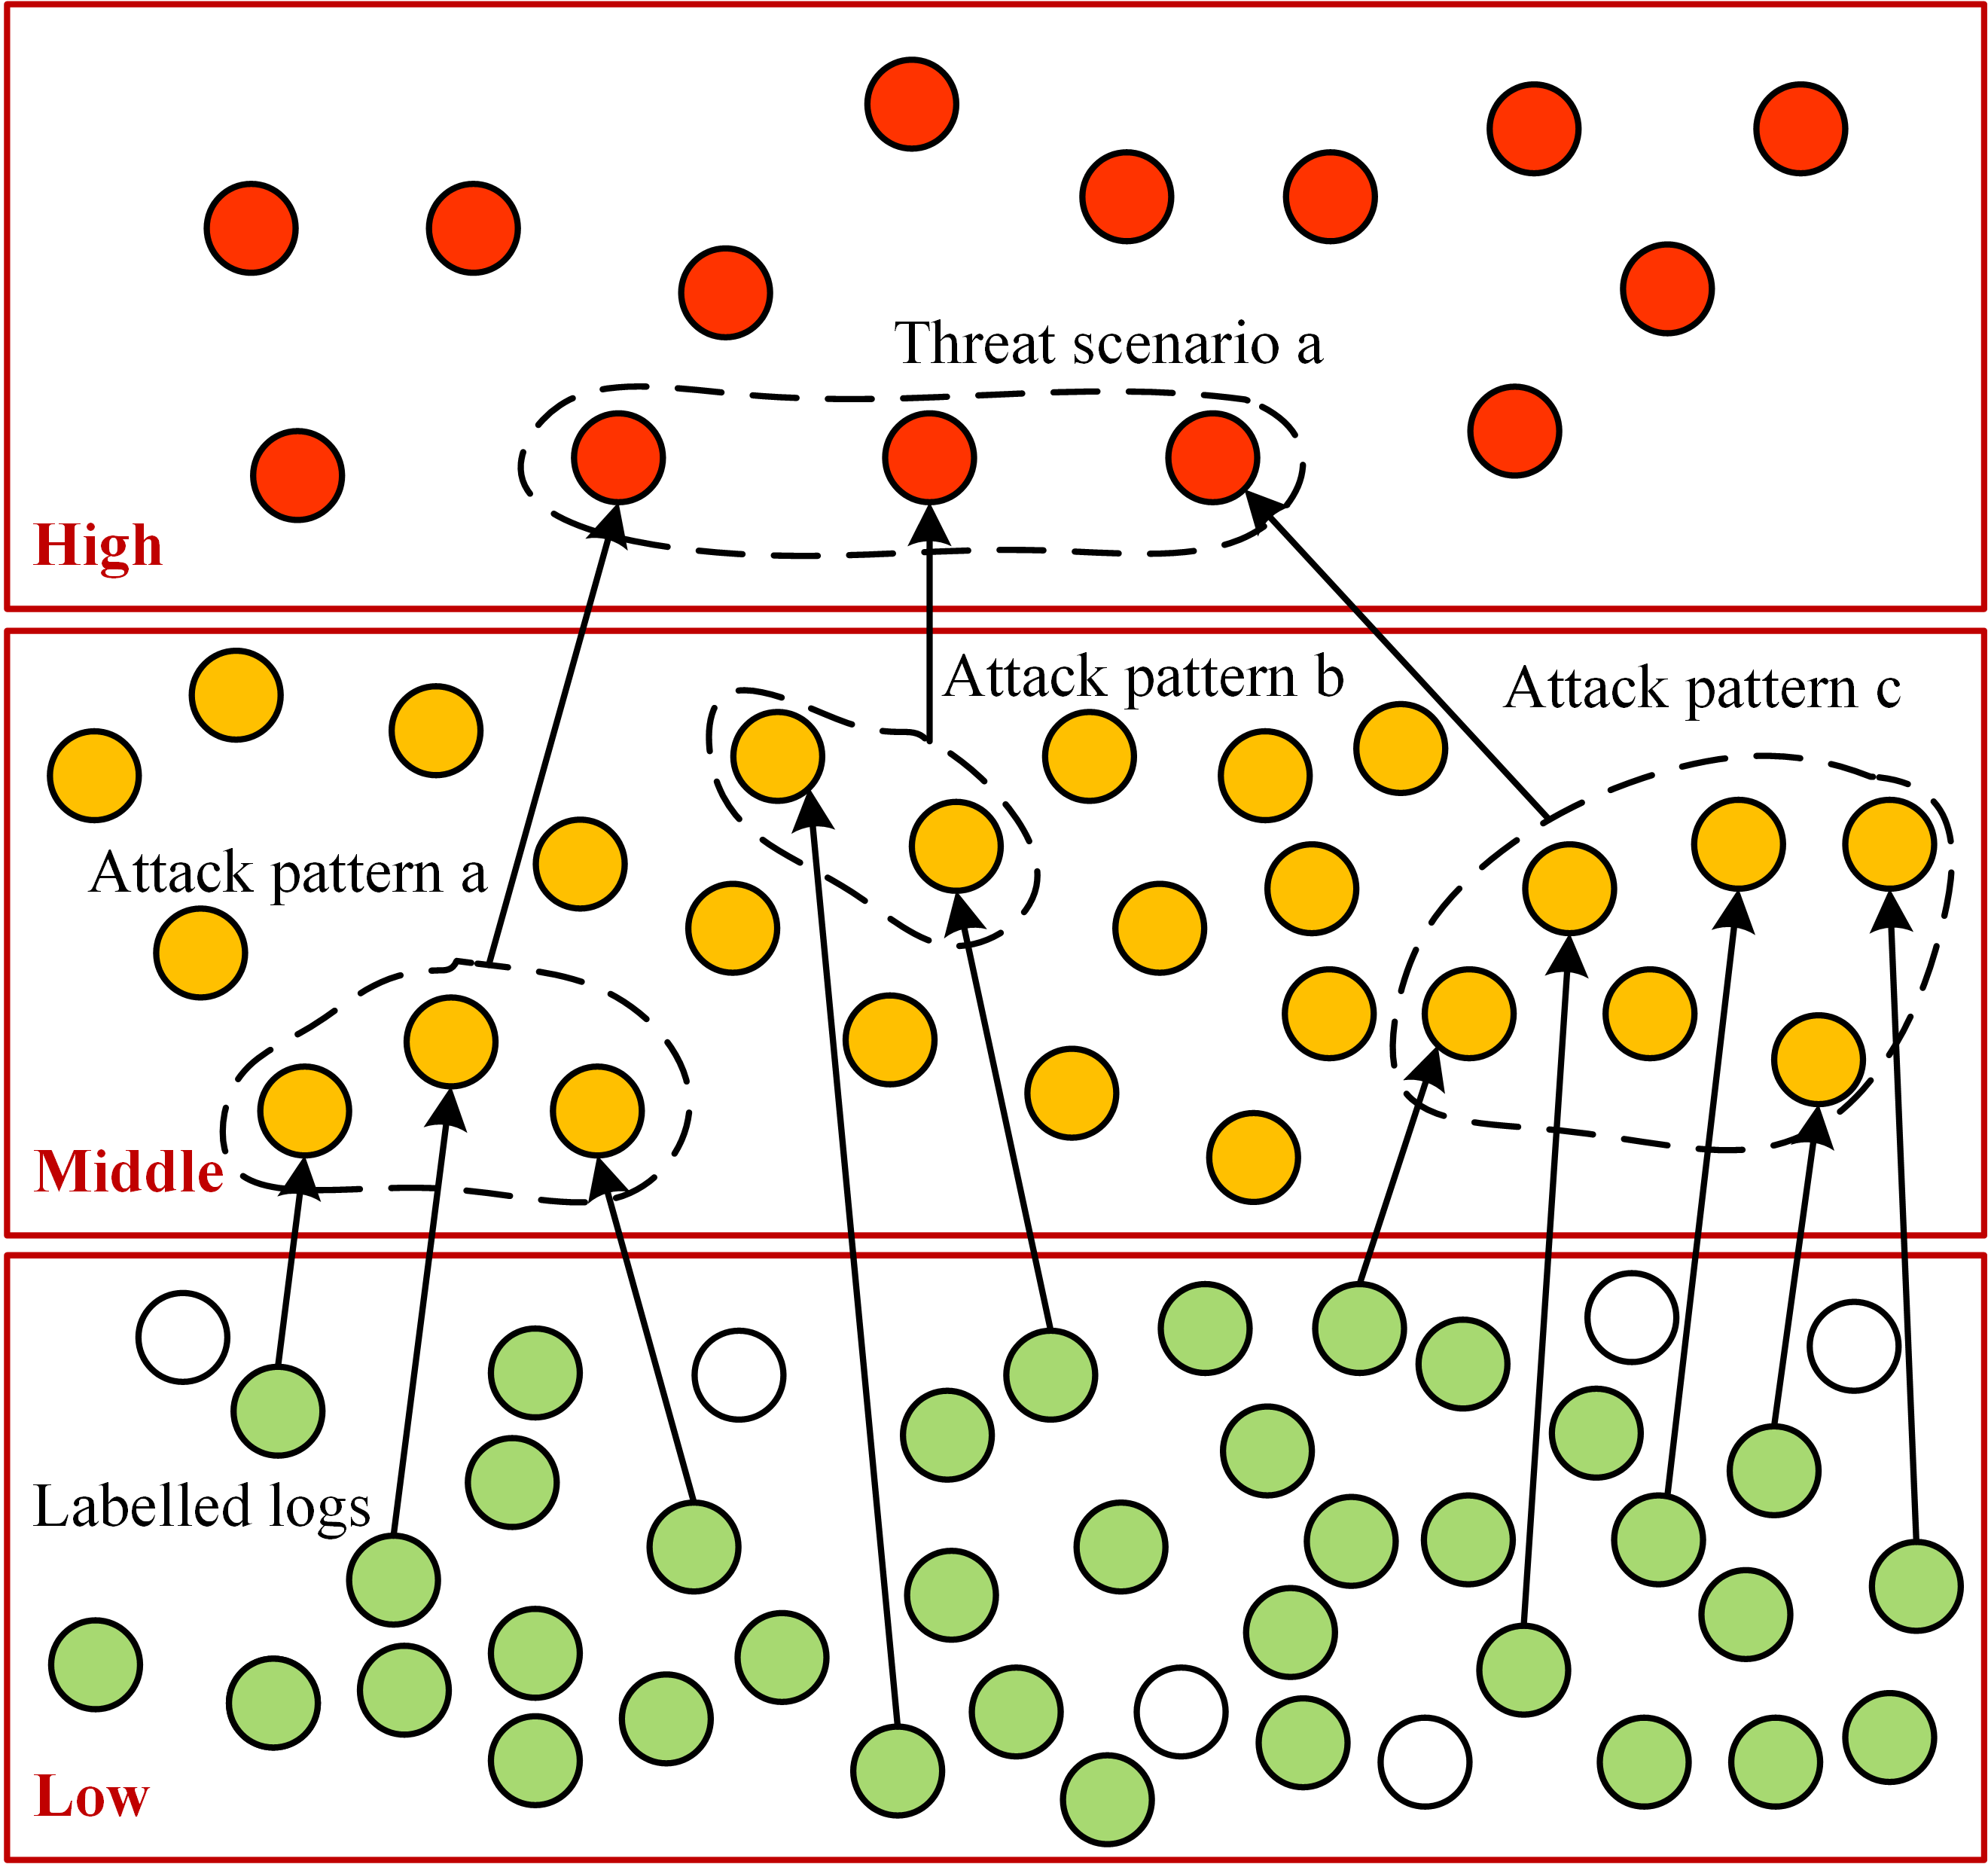 Threat scenario a
High
Attack pattern b
Attack pattern c
Attack pattern a
Middle
Labelled logs
Low